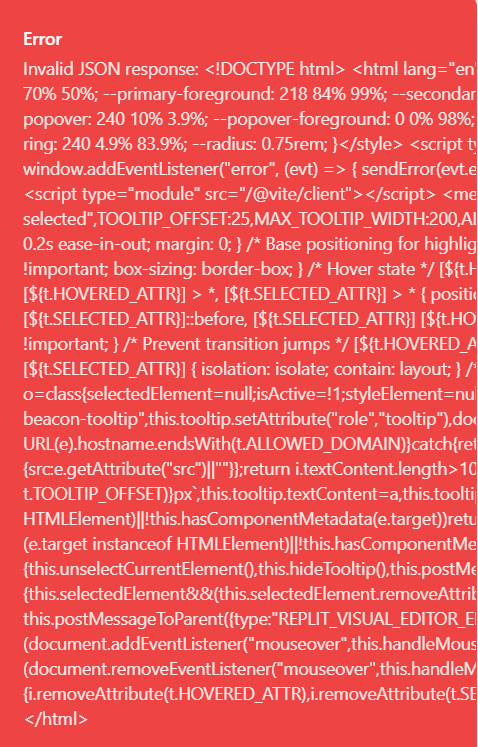 Error
Invalid JSON response: <!DOCTYPE html> <html lang="en"
70% 50%; --primary-foreground: 218 84% 99%; --secondar
popover: 240 10% 3.9%; --popover-foreground: 0 0% 98%;
ring: 240 4.9% 83.9%; --radius: 0.75rem; }</style> <script ty
window.addEventListener("error", (evt) => { sendError(evt.e
<script type="module" src="/@vite/client"></script> <me
selected",TOOLTIP_OFFSET:25,MAX_TOOLTIP_WIDTH:200,AL
0.2s ease-in-out; margin: 0; } /* Base positioning for highlig
!important; box-sizing: border-box; } /* Hover state */ [${t.H
[${t.HOVERED_ATTR}] > *, [${t.SELECTED_ATTR}] > * { positio
[${t.SELECTED_ATTR}]::before, [${t.SELECTED_ATTR}] [${t.HO
!important; } /* Prevent transition jumps */ [${t.HOVERED_A
[${t.SELECTED_ATTR}] { isolation: isolate; contain: layout; } /*
o=class{selectedElement=null;isActive=!1;styleElement=nul
beacon-tooltip",this.tooltip.setAttribute("role","tooltip"),doc
URL(e).hostname.endsWith(t.ALLOWED_DOMAIN)}catch{ret
{src:e.getAttribute("src")||""}};return i.textContent.length>10
t.TOOLTIP_OFFSET)}px`,this.tooltip.textContent=a,this.toolti
HTMLElement)||!this.hasComponentMetadata(e.target))retu
(e.target instanceof HTMLElement)||!this.hasComponentMe
{this.unselectCurrentElement(),this.hideTooltip(),this.postMe
{this.selectedElement&&(this.selectedElement.removeAttrib
this.postMessageToParent({type:"REPLIT_VISUAL_EDITOR_E
(document.addEventListener("mouseover",this.handleMous
(document.removeEventListener("mouseover",this.handleM
{i.removeAttribute(t.HOVERED_ATTR),i.removeAttribute(t.SE
</html>